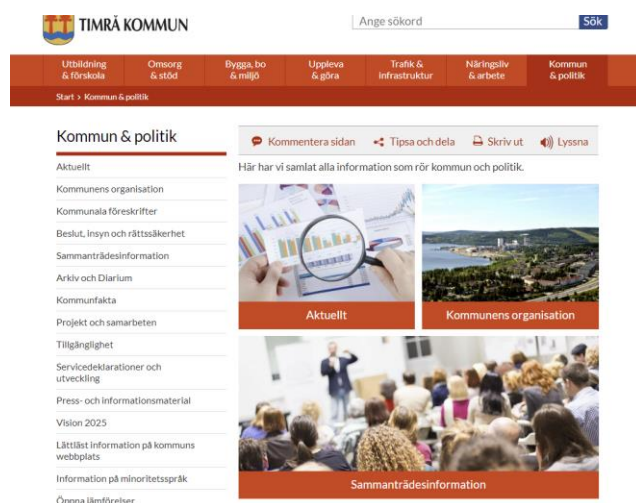 TIMRÅ KOMMUN
Ange sökord
Sök
Utbildning
& förskola
Omsorg
& stöd
Bygga, bo
& miljö
Uppleva
& göra
Trafik &
infrastruktur
Näringsliv
& arbete
Kommun
& politik
Start > Kommun & politik
Kommun & politik
Aktuellt
Kommunens organisation
Kommunala föreskrifter
Beslut, insyn och rättssäkerhet
Sammanträdesinformation
Arkiv och Diarium
Kommunfakta
Projekt och samarbeten
Tillgänglighet
Servicedeklarationer och
utveckling
Press- och informationsmaterial
Vision 2025
Lättläst information på kommuns
webbplats
Information på minoritetsspråk
Öppna jämförelser
Kommentera sidan
Tipsa och dela
Skriv ut
Lyssna
Här har vi samlat alla information som rör kommun och politik.
Aktuellt
Kommunens organisation
Sammanträdesinformation